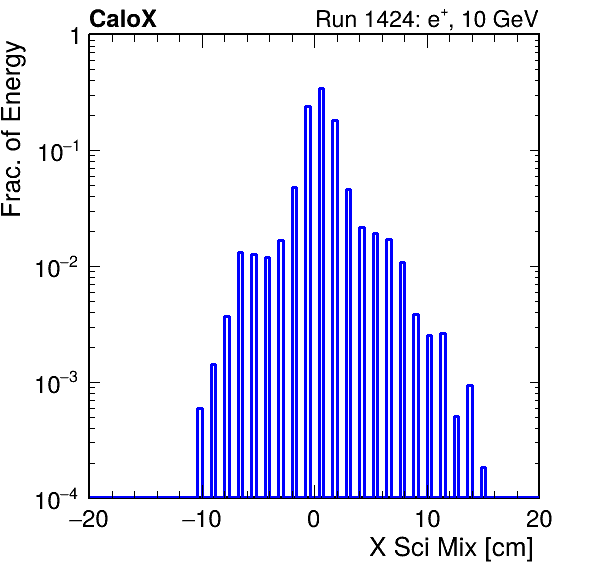 CaloX Run 1424: e⁺, 10 GeV
Frac. of Energy
1
10⁻¹
10⁻²
10⁻³
10⁻⁴
−20 −10 0 10 20
X Sci Mix [cm]